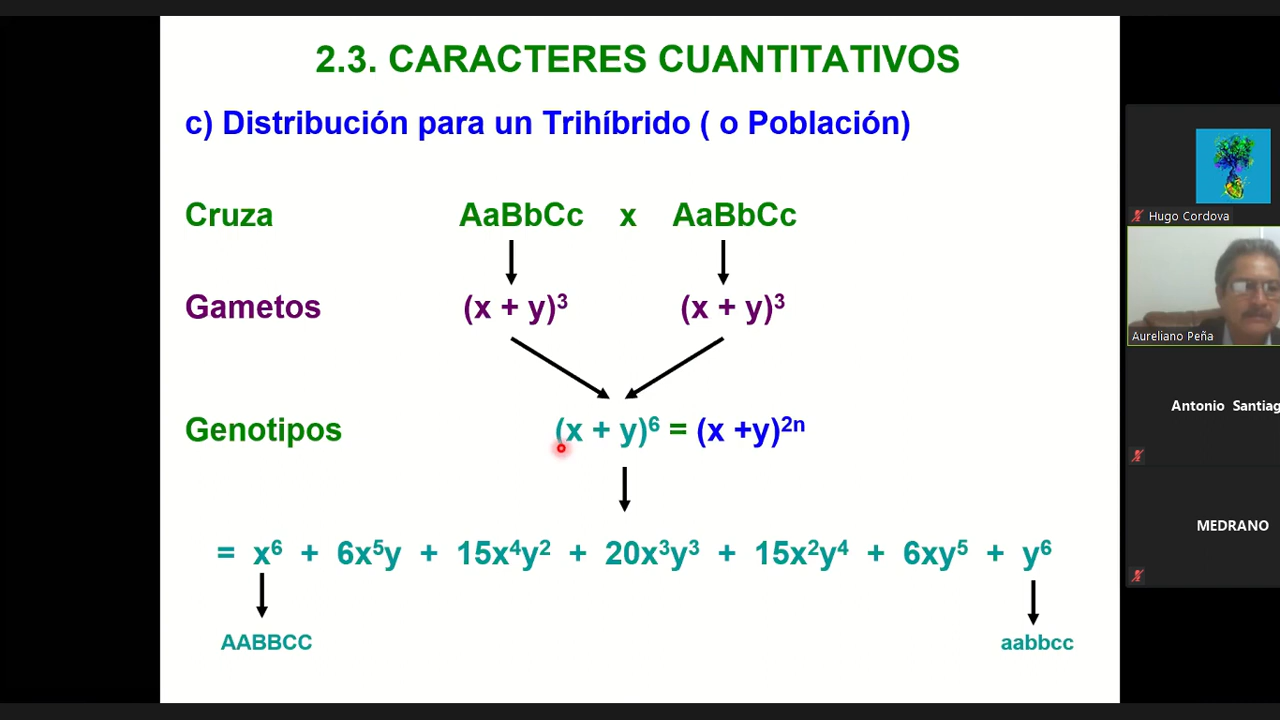 2.3. CARACTERES CUANTITATIVOS
c) Distribución para un Trihíbrido ( o Población)
Cruza AaBbCc x AaBbCc
Gametos (x + y)³ (x + y)³
Genotipos (x + y)⁶ = (x +y)²ⁿ
= x⁶ + 6x⁵y + 15x⁴y² + 20x³y³ + 15x²y⁴ + 6xy⁵ + y⁶
AABBCC aabbcc
Hugo Cordova
Aureliano Peña
Antonio Santiag
MEDRANO